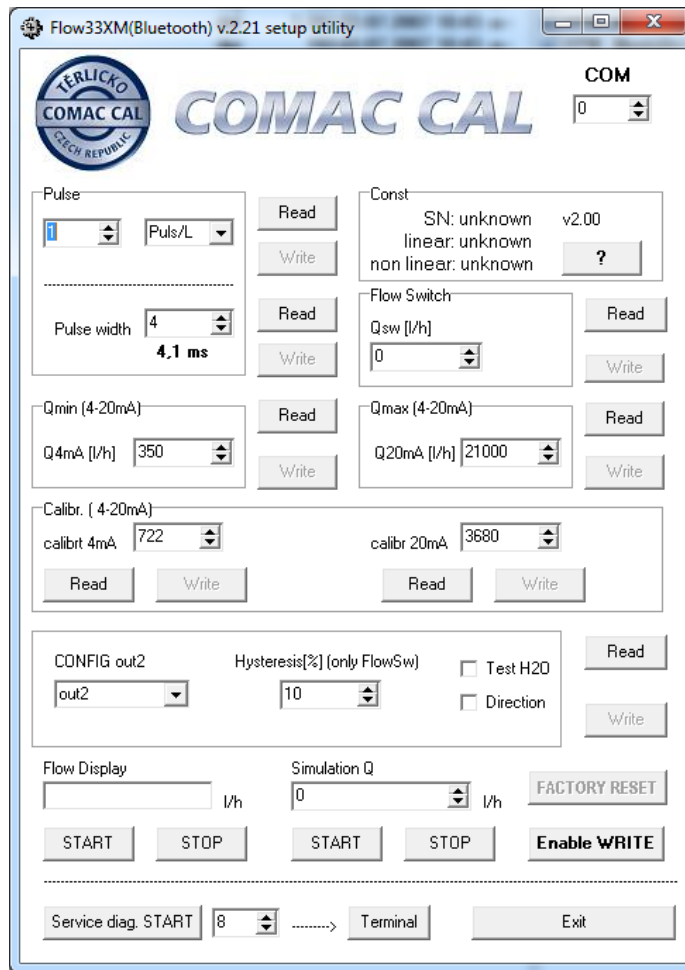 Flow33XM(Bluetooth) v.2.21 setup utility
TĚRLICKO
COMAC CAL
CZECH REPUBLIC
COMAC CAL
COM
0
Pulse
1 Puls/L
Read
Write
Pulse width 4
4,1 ms
Read
Write
Const
SN: unknown v2.00
linear: unknown
non linear: unknown
?
Flow Switch
Qsw [l/h]
0
Read
Write
Qmin (4-20mA)
Q4mA [l/h] 350
Read
Write
Qmax (4-20mA)
Q20mA [l/h] 21000
Read
Write
Calibr. ( 4-20mA)
calibrt 4mA 722
calibr 20mA 3680
Read Write Read Write
CONFIG out2
out2
Hysteresis[%] (only FlowSw)
10
Test H2O
Direction
Read
Write
Flow Display
l/h
START STOP
Simulation Q
0 l/h
START STOP
FACTORY RESET
Enable WRITE
Service diag. START 8 ---------> Terminal Exit